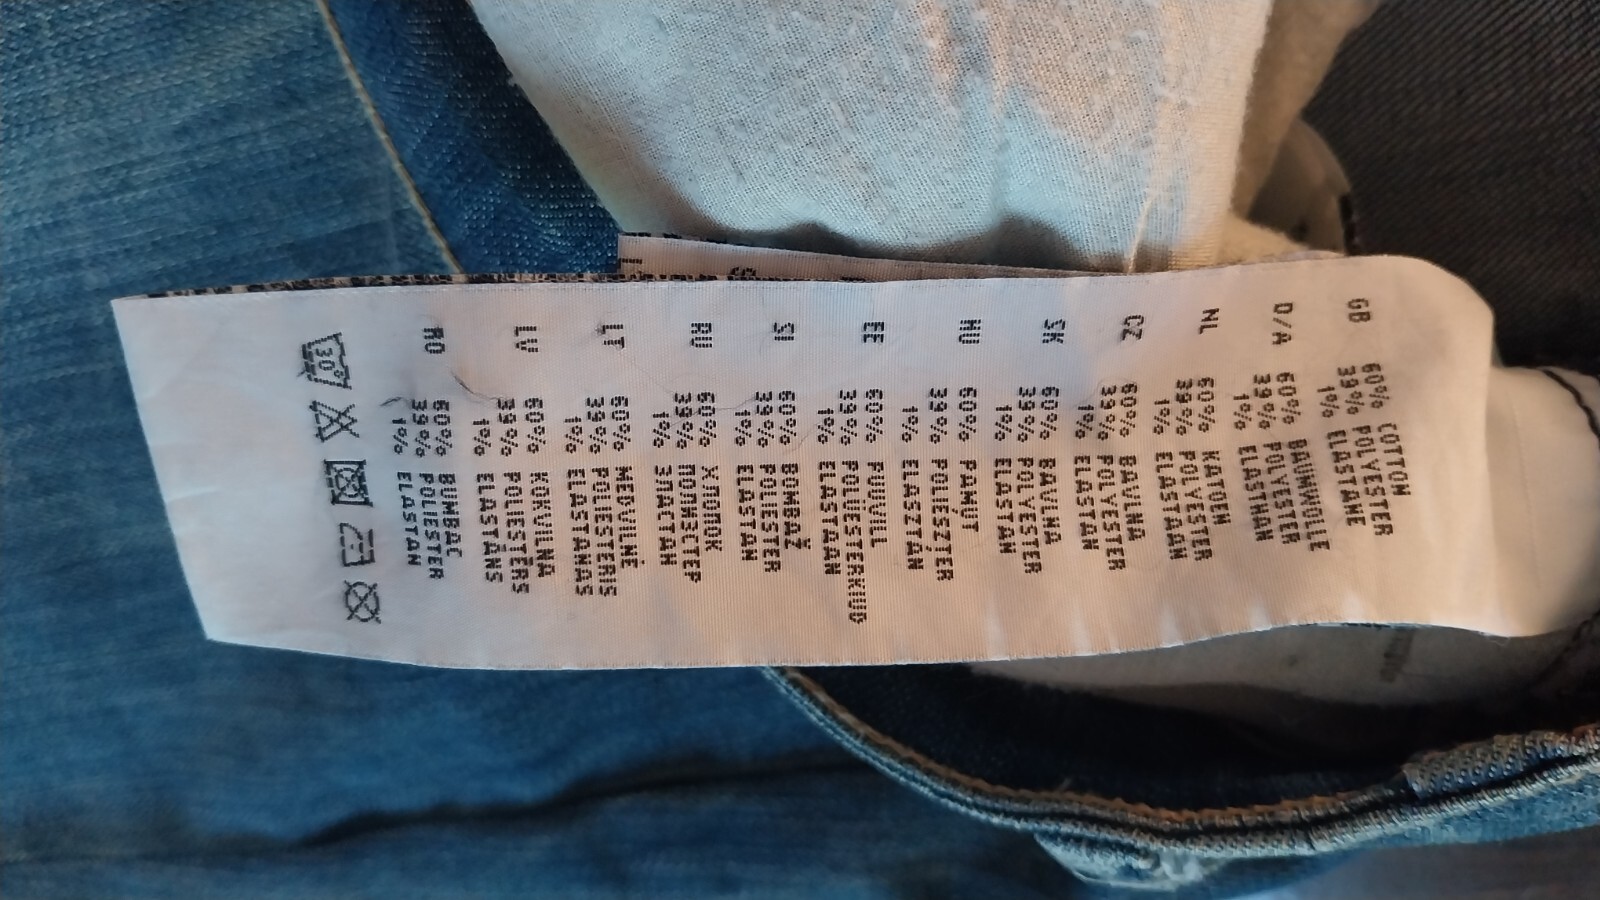 GB 60% COTTON
39% POLYESTER
1% ELASTANE
D/A 60% BAUMWOLLE
39% POLYESTER
1% ELASTHAN
NL 60% KATOEN
39% POLYESTER
1% ELASTAAN
CZ 60% BAVLNA
39% POLYESTER
1% ELASTAN
SK 60% BAVLNA
39% POLYESTER
1% ELASTAN
HU 60% PAMUT
39% POLIESZTER
1% ELASZTÁN
EE 60% PUUVILL
39% POLÜESTERKIUD
1% ELASTAAN
SI 60% BOMBAŽ
39% POLIESTER
1% ELASTAN
RU 60% ХЛОПОК
39% ПОЛИЭСТЕР
1% ЭЛАСТАН
LT 60% MEDVILNĖ
39% POLIESTERIS
1% ELASTANAS
LV 60% KOKVILNA
39% POLIESTERS
1% ELASTĀNS
RO 60% BUMBAC
39% POLIESTER
1% ELASTAN
30°